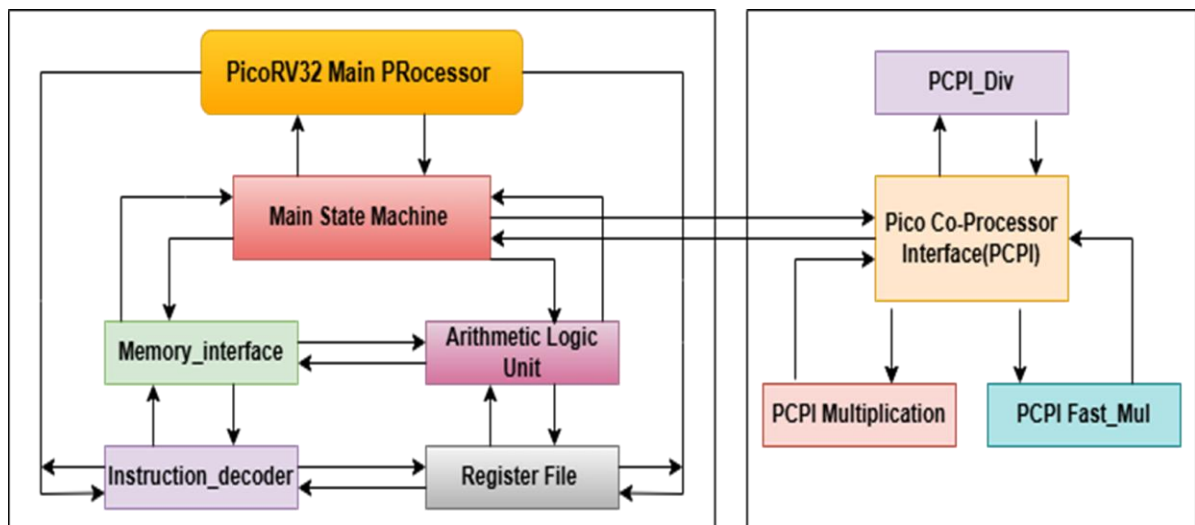 PicoRV32 Main PRocessor
Main State Machine
Memory_interface
Arithmetic Logic
Unit
Instruction_decoder
Register File
PCPI_Div
Pico Co-Processor
Interface(PCPI)
PCPI Multiplication
PCPI Fast_Mul